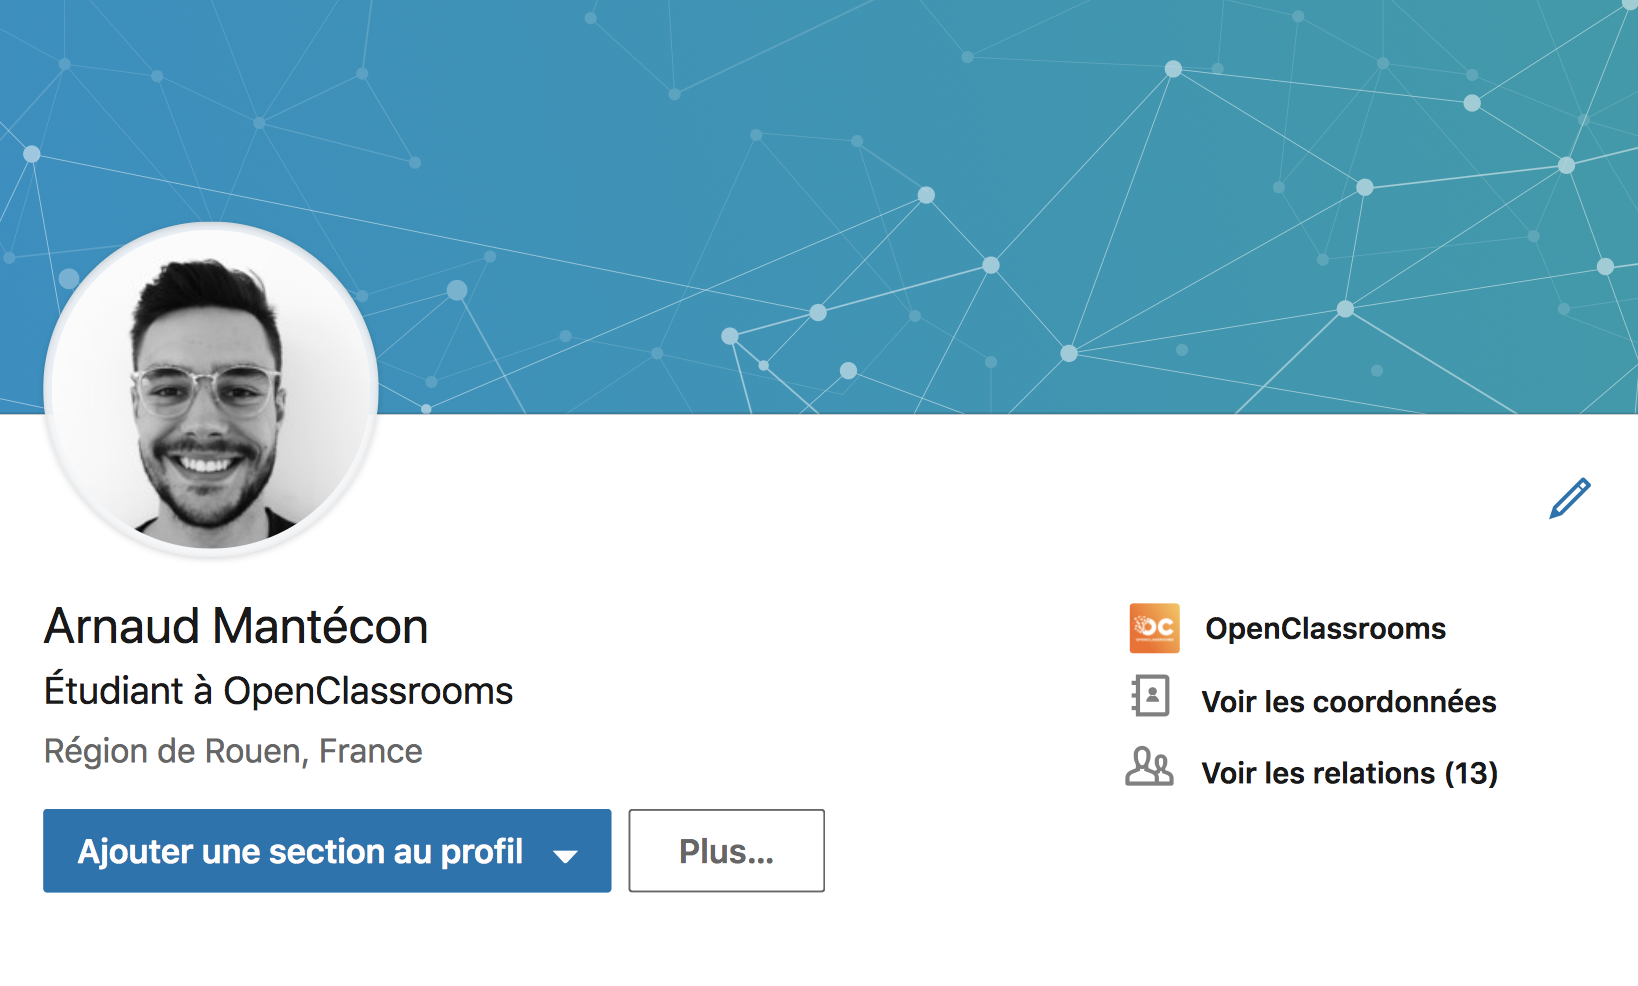 Arnaud Mantécon
Étudiant à OpenClassrooms
Région de Rouen, France
Ajouter une section au profil
Plus...
OC
OpenClassrooms
Voir les coordonnées
Voir les relations (13)